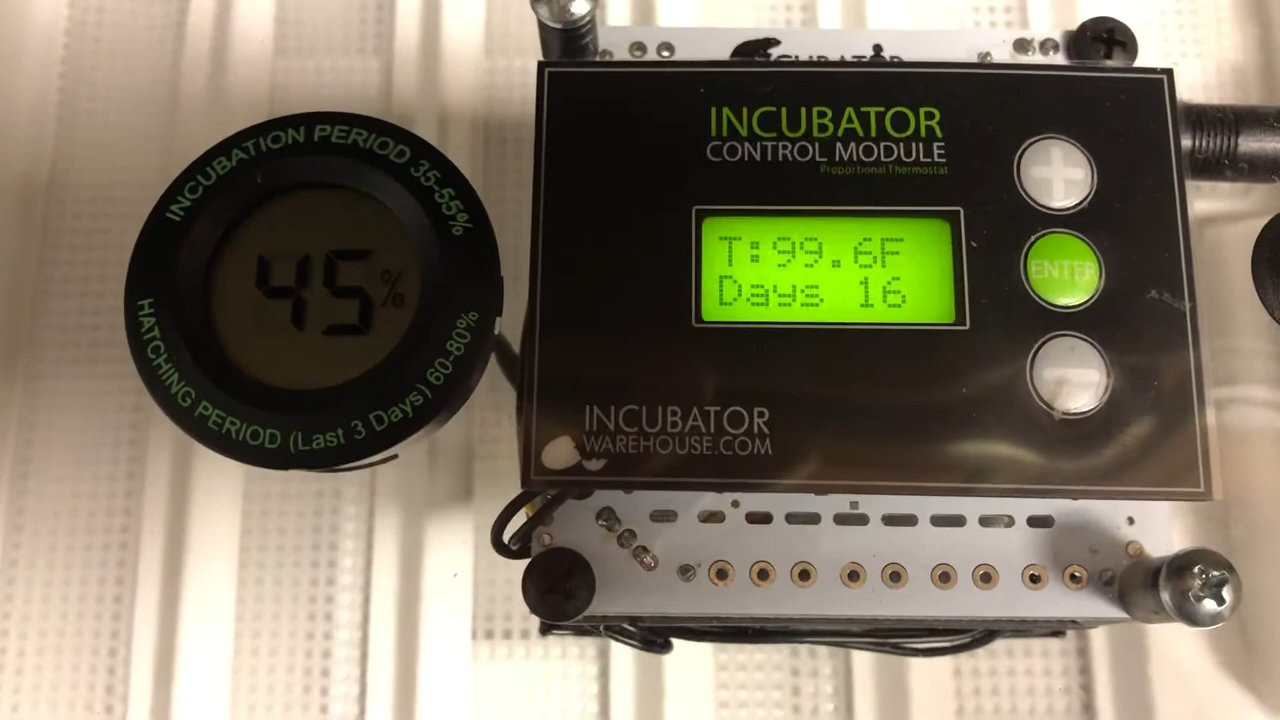 INCUBATION PERIOD 35-55%
45%
HATCHING PERIOD (Last 3 Days) 60-80%
INCUBATOR
CONTROL MODULE
Proportional Thermostat
T:99.6F
Days 16
+
ENTER
-
INCUBATOR
WAREHOUSE.COM